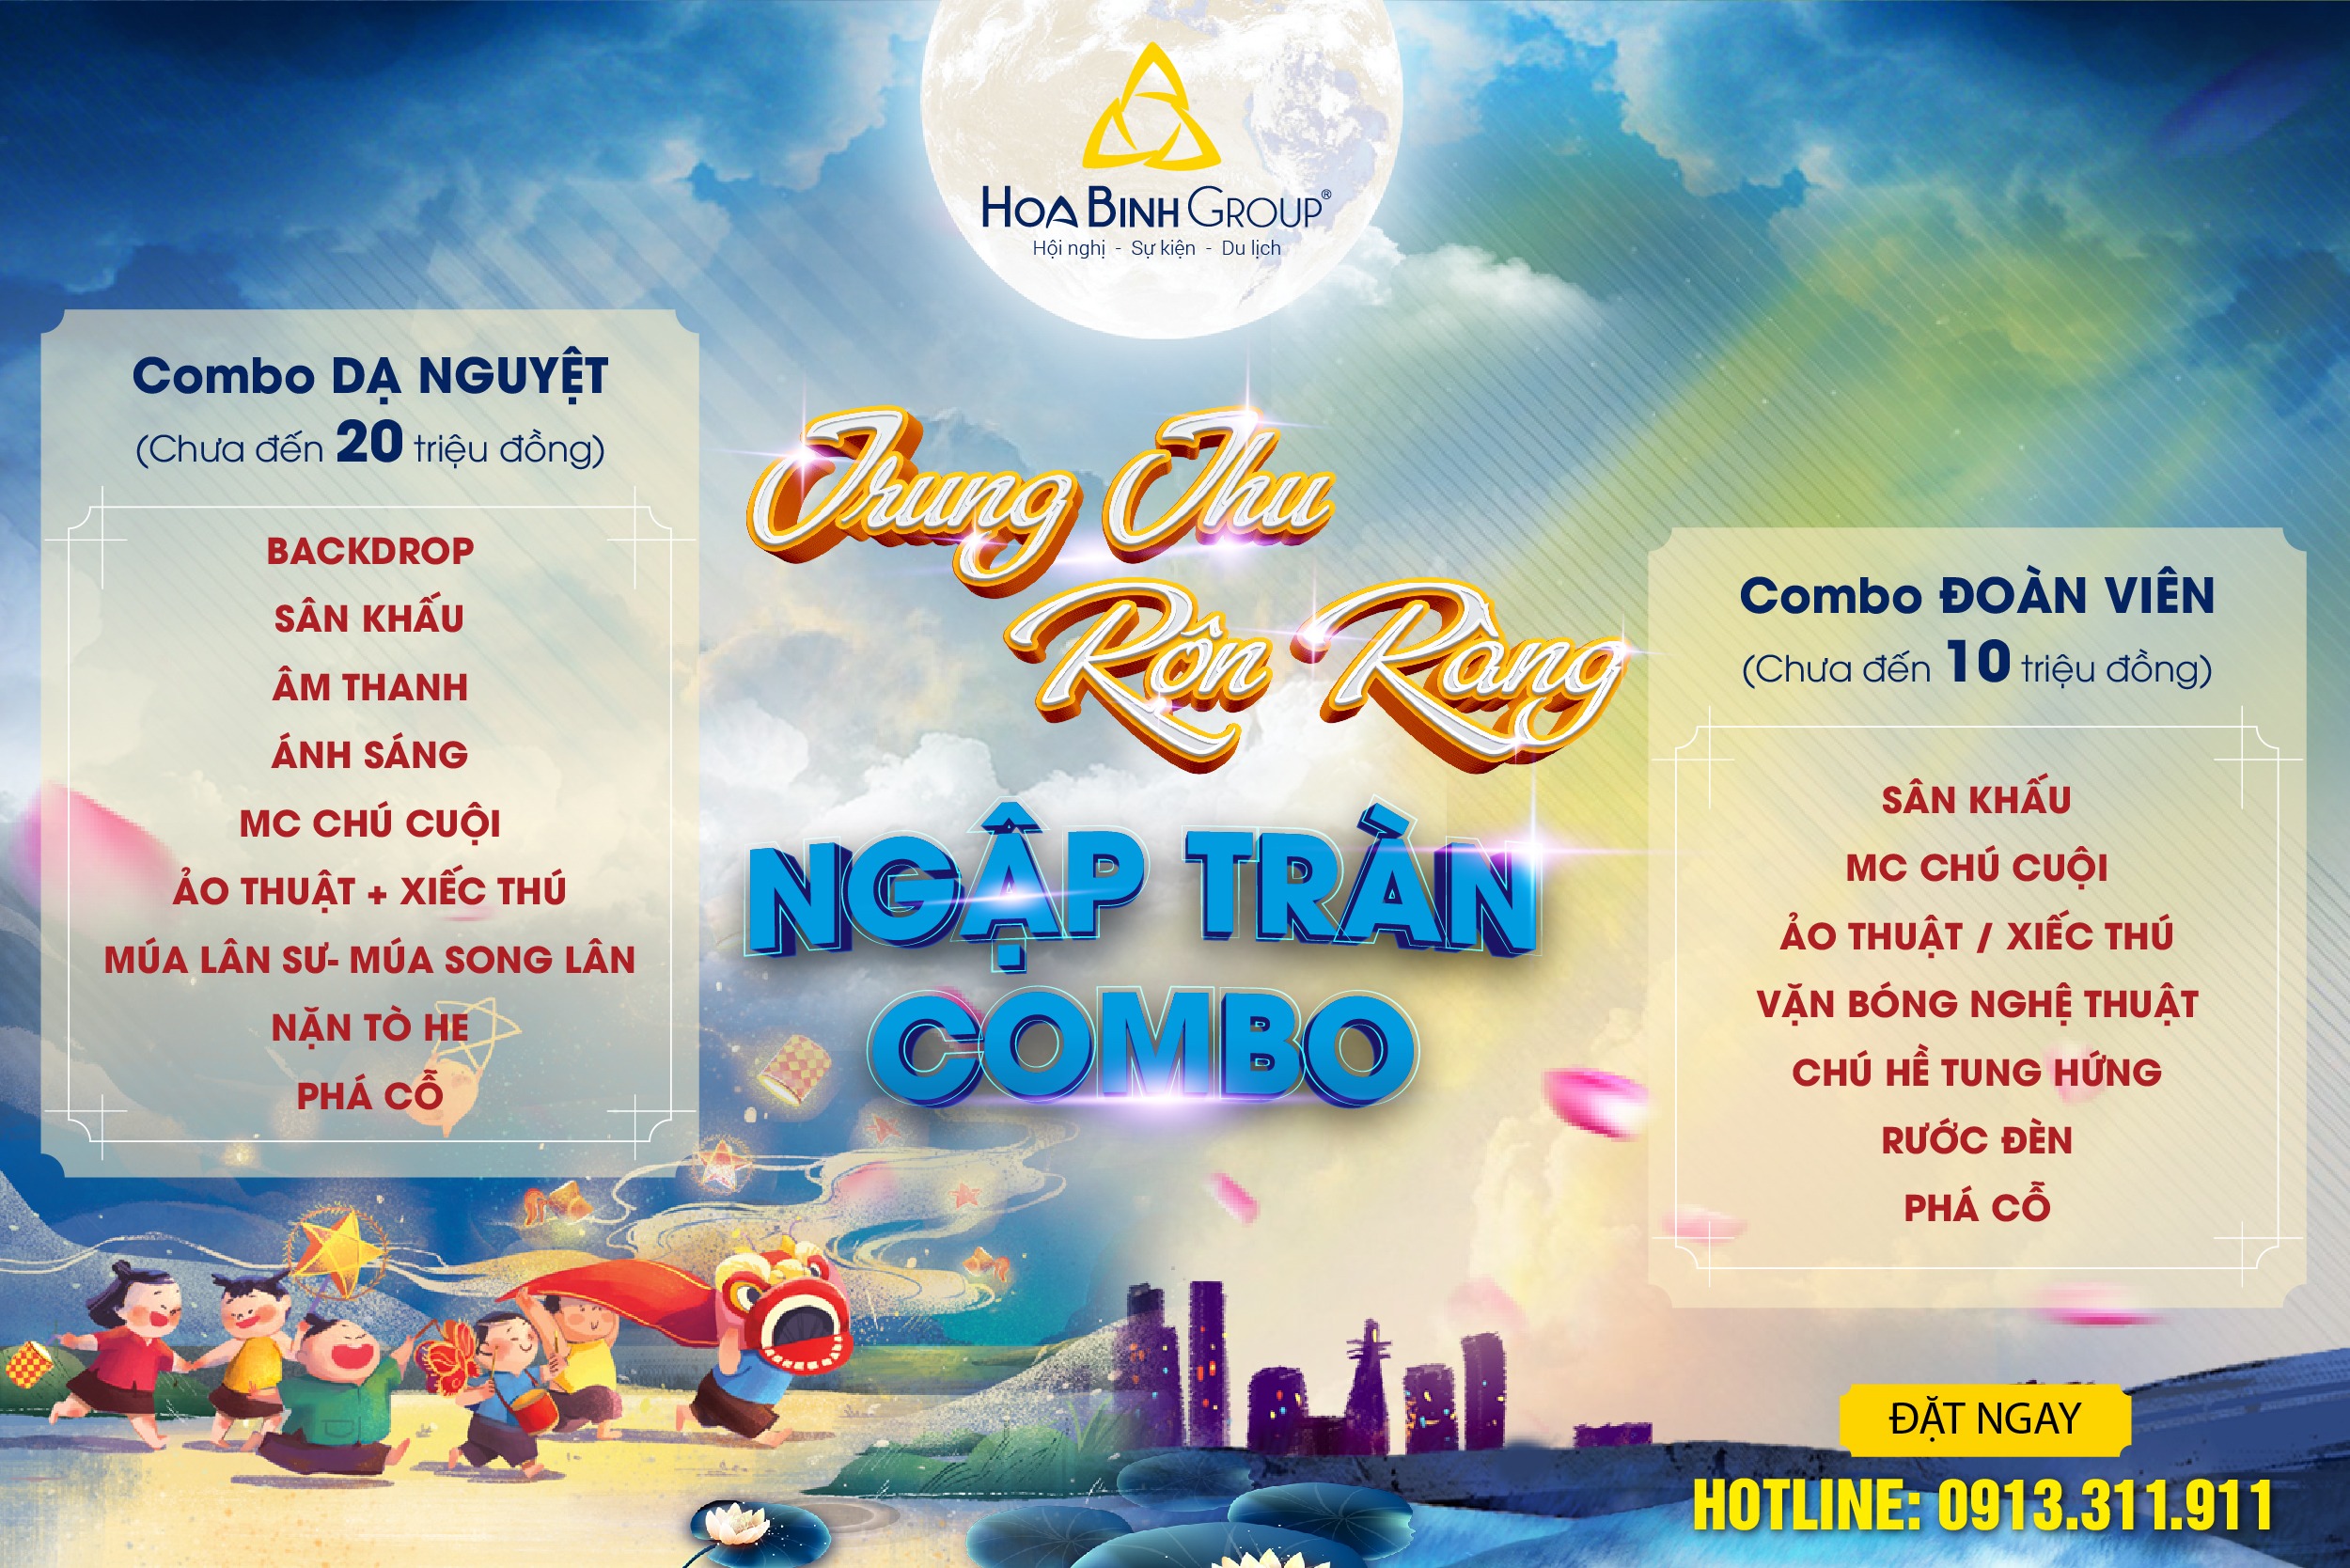 HOA BINH GROUP®
Hội nghị - Sự kiện - Du lịch
Combo DẠ NGUYỆT
(Chưa đến 20 triệu đồng)
BACKDROP
SÂN KHẤU
ÂM THANH
ÁNH SÁNG
MC CHÚ CUỘI
ẢO THUẬT + XIẾC THÚ
MÚA LÂN SƯ- MÚA SONG LÂN
NẶN TÒ HE
PHÁ CỖ
Trung Thu
Rộn Ràng
NGẬP TRÀN
COMBO
Combo ĐOÀN VIÊN
(Chưa đến 10 triệu đồng)
SÂN KHẤU
MC CHÚ CUỘI
ẢO THUẬT / XIẾC THÚ
VẶN BÓNG NGHỆ THUẬT
CHÚ HỀ TUNG HỨNG
RƯỚC ĐÈN
PHÁ CỖ
ĐẶT NGAY
HOTLINE: 0913.311.911